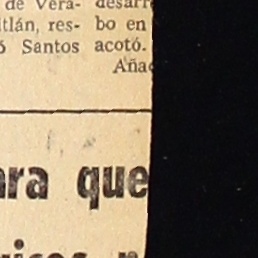 de Vera-
tlán, res-
ó Santos
desarr
bo en
acotó.
Aña
ara que